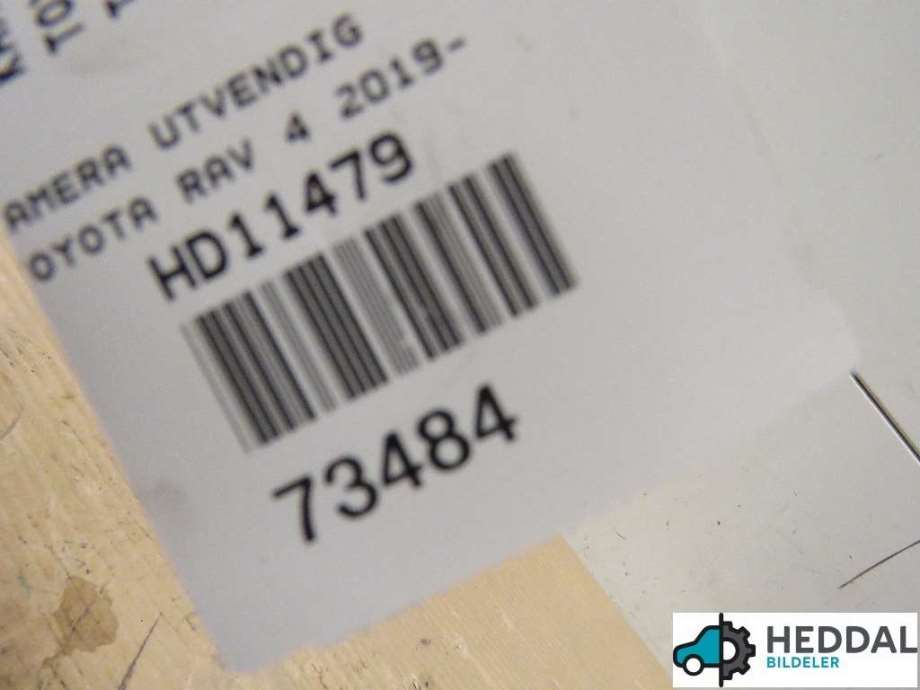 AMERA UTVENDIG
OYOTA RAV 4 2019-
HD11479
73484
HEDDAL
BILDELER